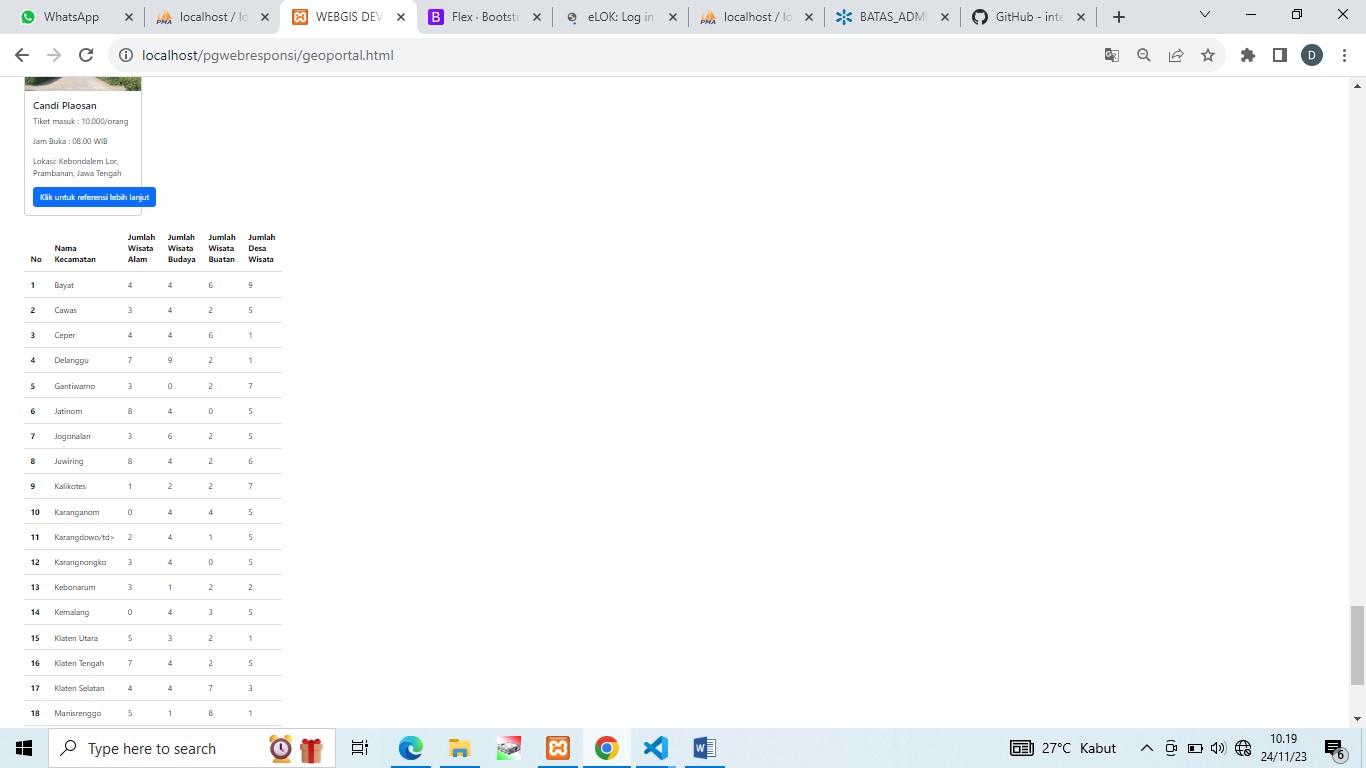 WhatsApp
localhost / lo
WEBGIS DEV
Flex · Bootst
eLOK: Log in
localhost / lo
BATAS_ADMI
GitHub - inte
localhost/pgwebresponsi/geoportal.html
D
Candi Plaosan
Tiket masuk : 10.000/orang
Jam Buka : 08.00 WIB
Lokasi: Kebondalem Lor,
Prambanan, Jawa Tengah
Klik untuk referensi lebih lanjut
No Nama Kecamatan Jumlah Wisata Alam Jumlah Wisata Budaya Jumlah Wisata Buatan Jumlah Desa Wisata
1 Bayat 4 4 6 9
2 Cawas 3 4 2 5
3 Ceper 4 4 6 1
4 Delanggu 7 9 2 1
5 Gantiwarno 3 0 2 7
6 Jatinom 8 4 0 5
7 Jogonalan 3 6 2 5
8 Juwiring 8 4 2 6
9 Kalikotes 1 2 2 7
10 Karanganom 0 4 4 5
11 Karangdowo/td> 2 4 1 5
12 Karangnongko 3 4 0 5
13 Kebonarum 3 1 2 2
14 Kemalang 0 4 3 5
15 Klaten Utara 5 3 2 1
16 Klaten Tengah 7 4 2 5
17 Klaten Selatan 4 4 7 3
18 Manisrenggo 5 1 8 1
Type here to search
27°C Kabut
10.19
24/11/23
6